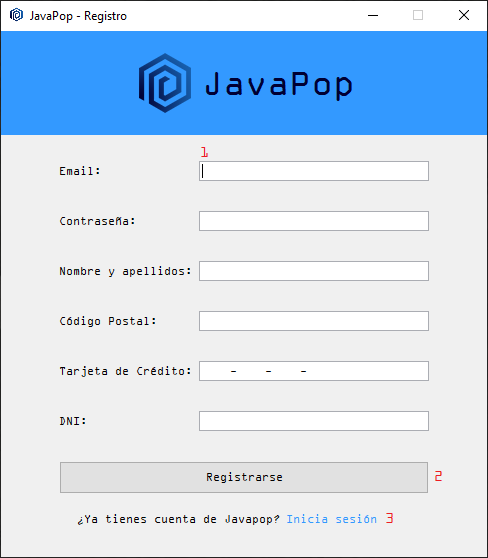 JavaPop - Registro
JavaPop
1
Email:
Contraseña:
Nombre y apellidos:
Código Postal:
Tarjeta de Crédito: - - -
DNI:
Registrarse 2
¿Ya tienes cuenta de Javapop? Inicia sesión 3